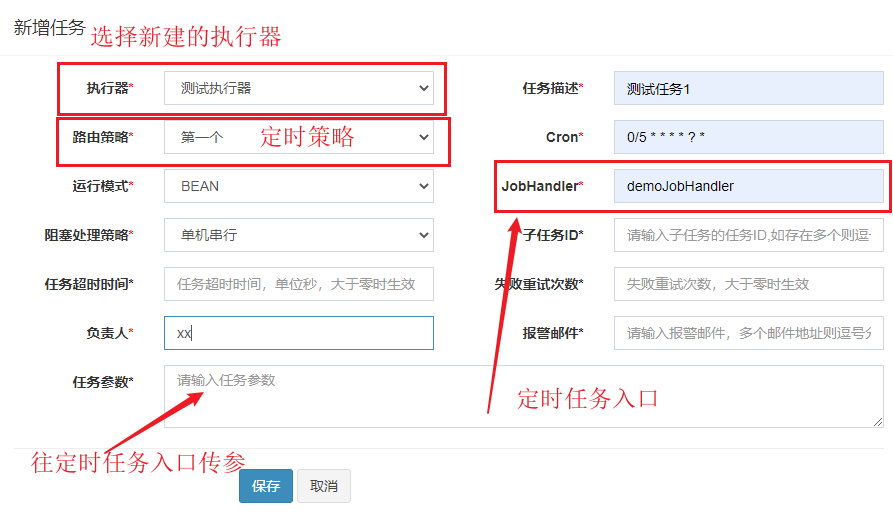 新增任务
选择新建的执行器
执行器* 测试执行器 任务描述* 测试任务1
路由策略* 第一个 定时策略 Cron* 0/5 * * * * ? *
运行模式* BEAN JobHandler* demoJobHandler
阻塞处理策略* 单机串行 子任务ID* 请输入子任务的任务ID,如存在多个则逗
任务超时时间* 任务超时时间，单位秒，大于零时生效 失败重试次数* 失败重试次数，大于零时生效
负责人* xx 报警邮件* 请输入报警邮件，多个邮件地址则逗号分
任务参数* 请输入任务参数
定时任务入口
往定时任务入口传参
保存 取消